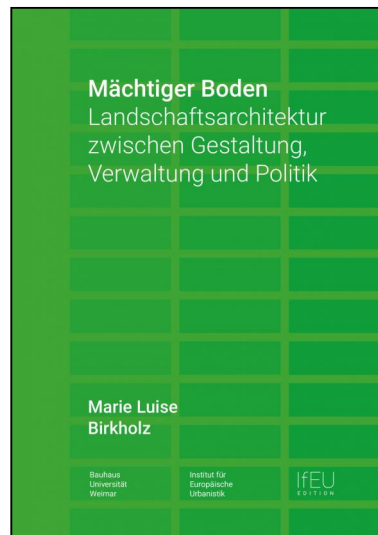 Mächtiger Boden
Landschaftsarchitektur
zwischen Gestaltung,
Verwaltung und Politik
Marie Luise
Birkholz
Bauhaus
Universität
Weimar
Institut für
Europäische
Urbanistik
IfEU
EDITION